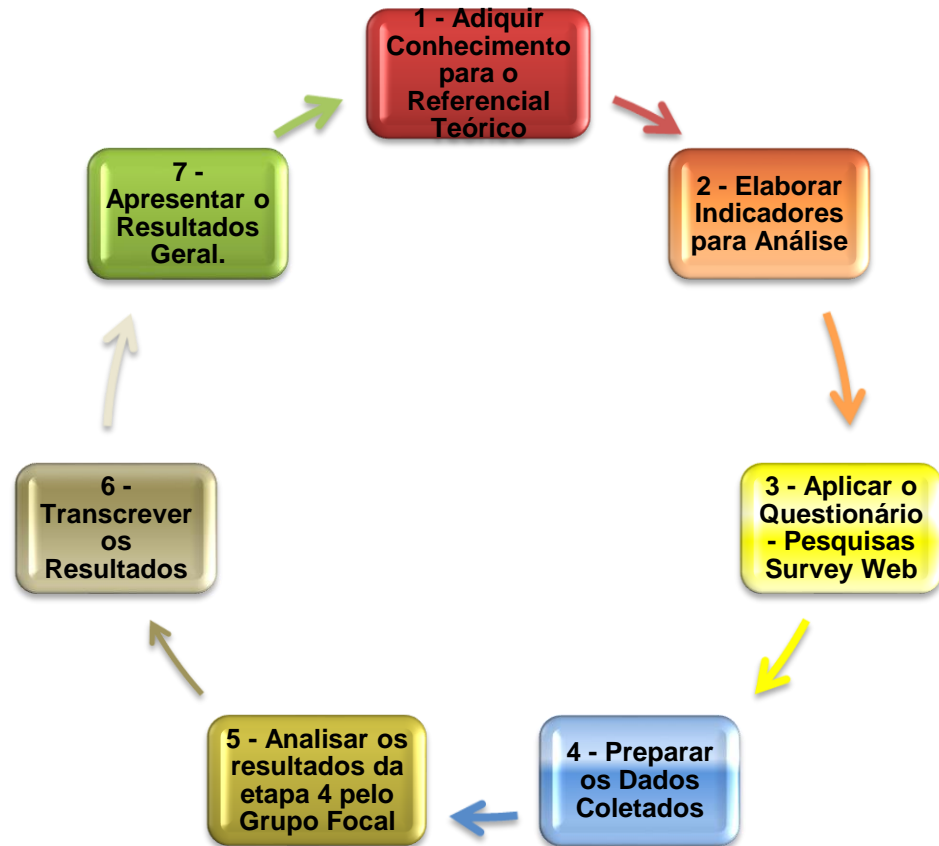 1 - Adiquir
Conhecimento
para o
Referencial
Teórico
2 - Elaborar
Indicadores
para Análise
3 - Aplicar o
Questionário
- Pesquisas
Survey Web
4 - Preparar
os Dados
Coletados
5 - Analisar os
resultados da
etapa 4 pelo
Grupo Focal
6 -
Transcrever
os
Resultados
7 -
Apresentar o
Resultados
Geral.